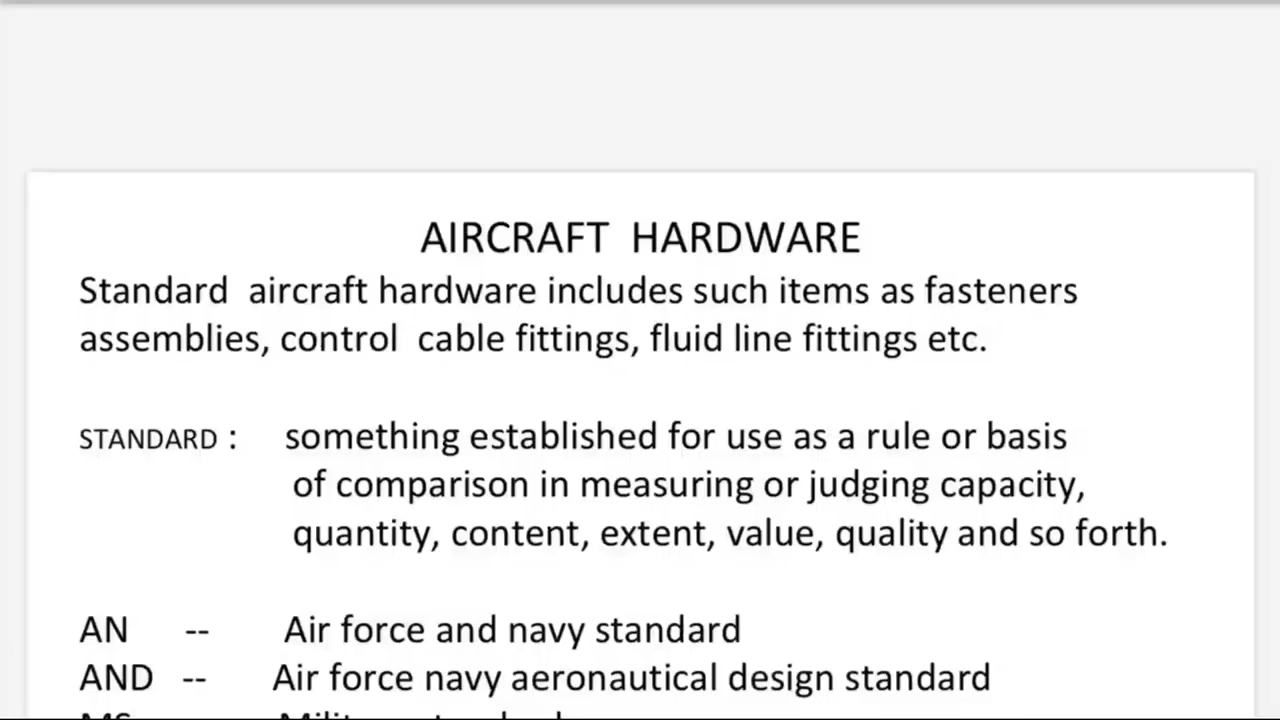 AIRCRAFT HARDWARE
Standard aircraft hardware includes such items as fasteners
assemblies, control cable fittings, fluid line fittings etc.
STANDARD : something established for use as a rule or basis
of comparison in measuring or judging capacity,
quantity, content, extent, value, quality and so forth.
AN -- Air force and navy standard
AND -- Air force navy aeronautical design standard